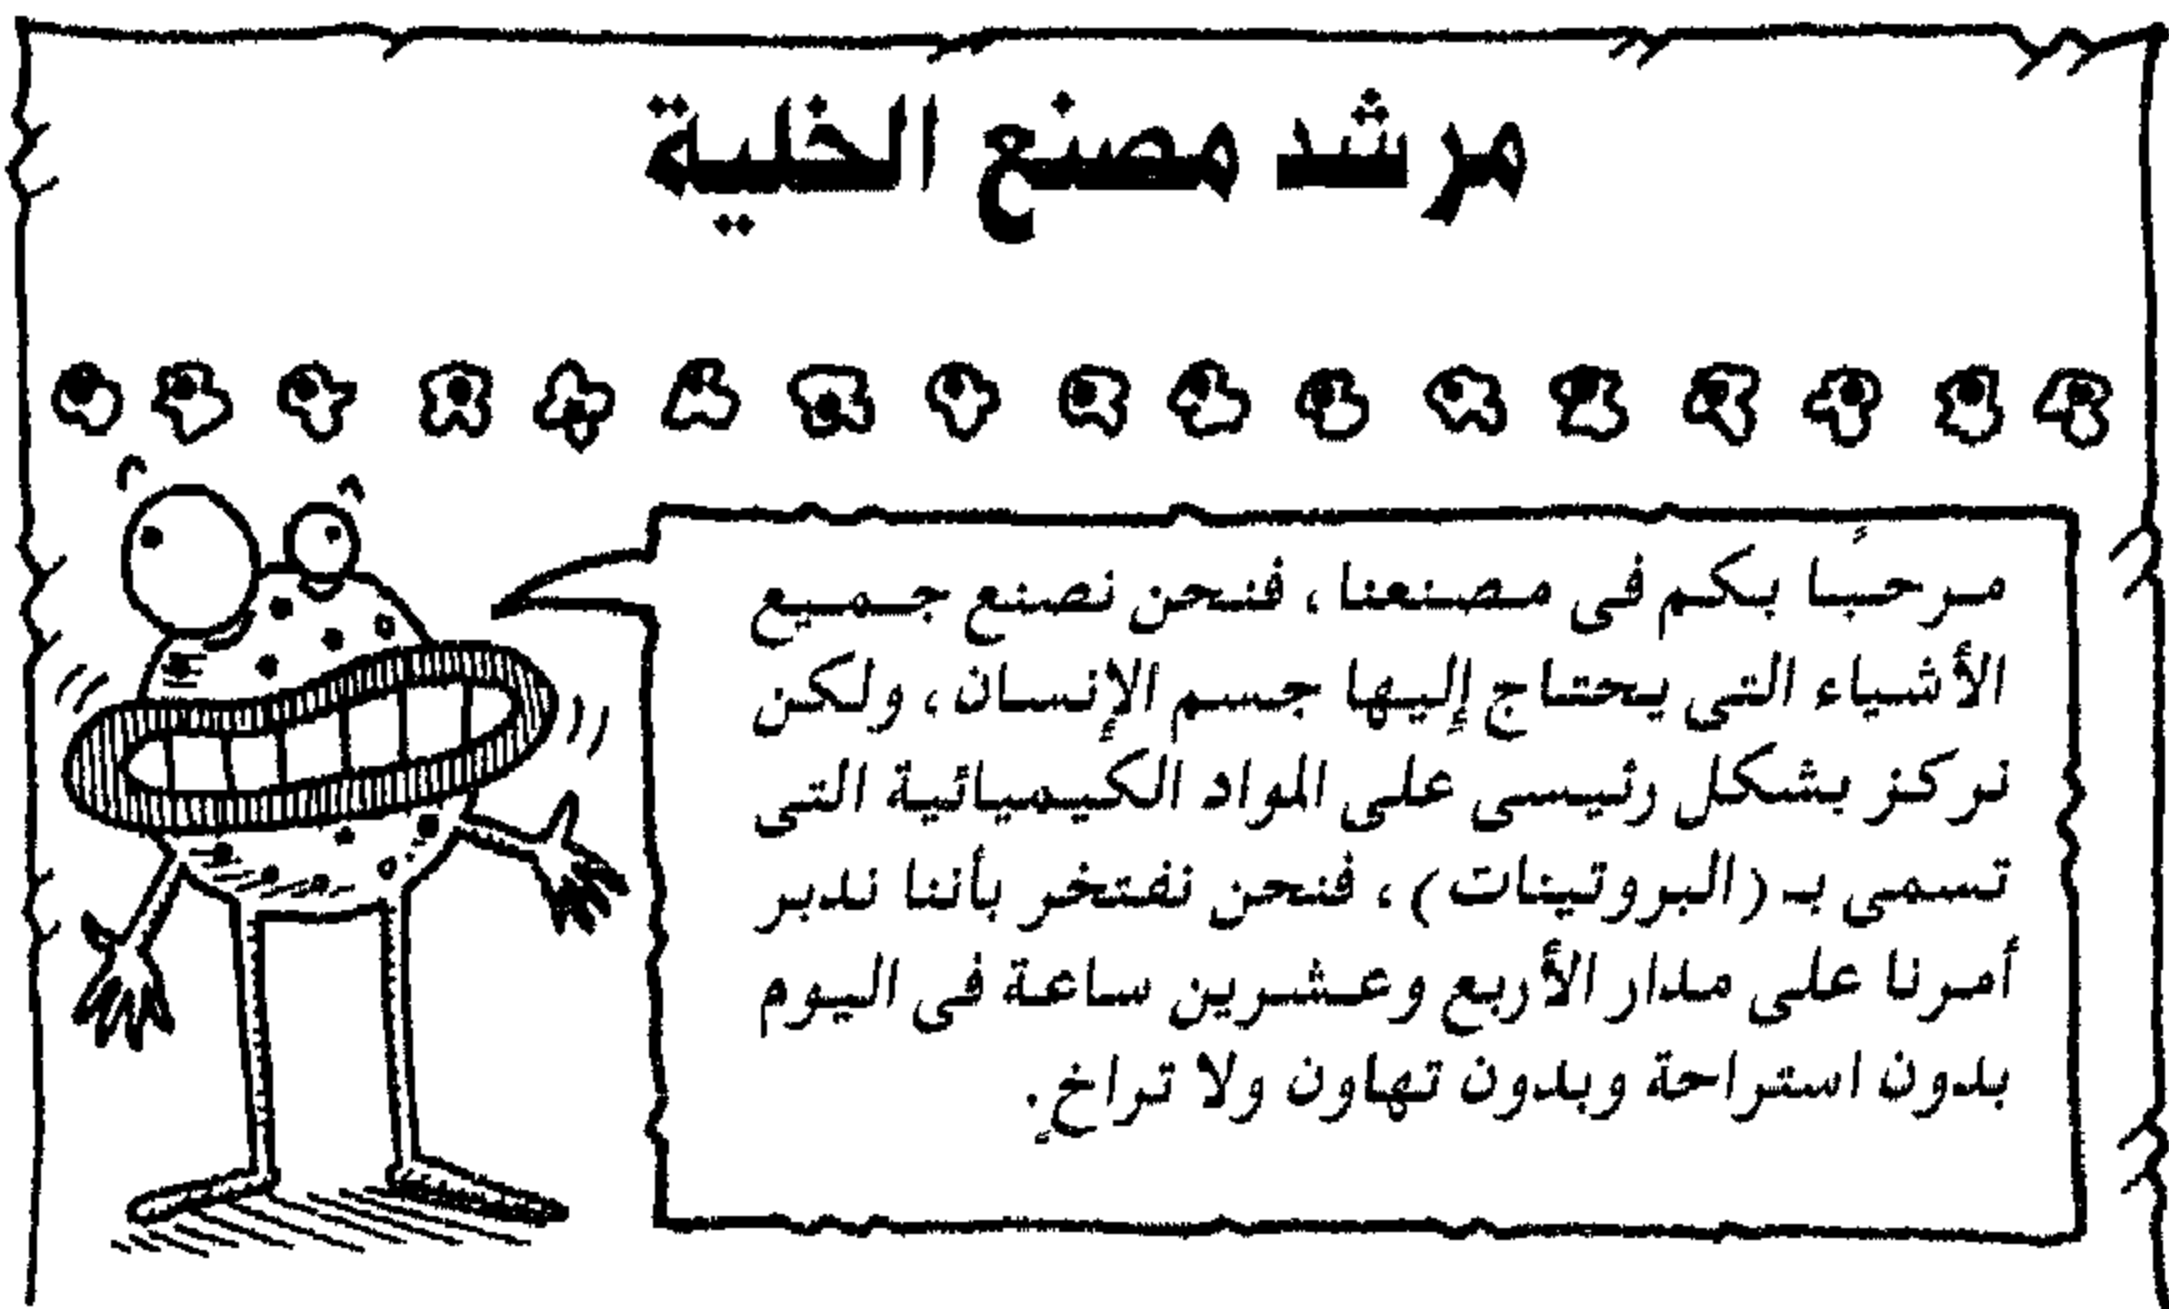 مرشد مصنع الخلية
مرحبًا بكم فى مصنعنا، فنحن نصنع جميع
الأشياء التى يحتاج إليها جسم الإنسان، ولكن
نركز بشكل رئيسى على المواد الكيميائية التى
تسمى بـ (البروتينات)، فنحن نفتخر بأننا ندبر
أمرنا على مدار الأربع وعشرين ساعة فى اليوم
بدون استراحة وبدون تهاون ولا تراخٍ.